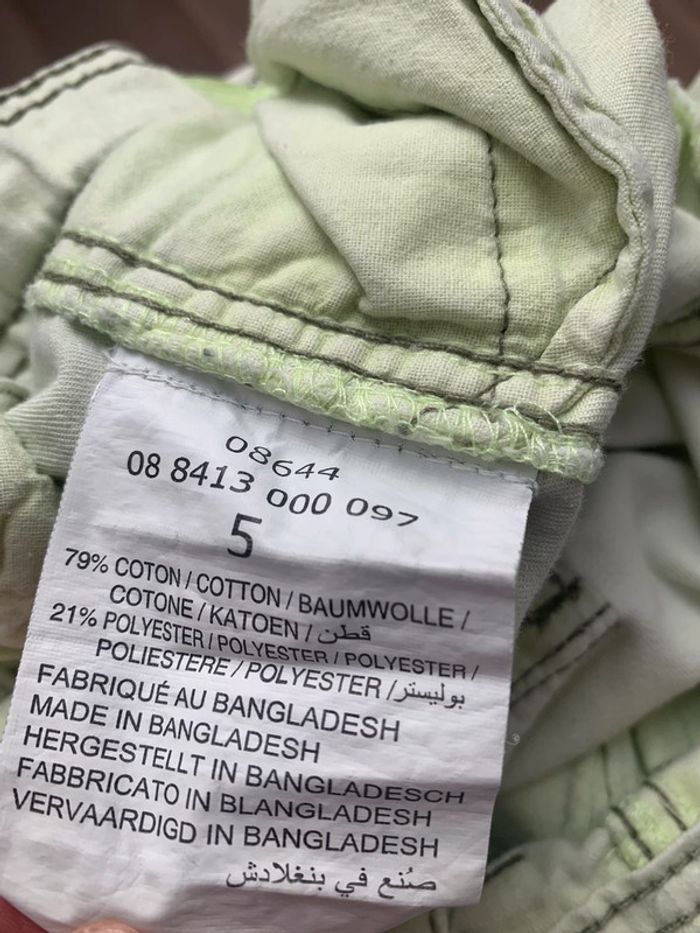 08644
08 8413 000 097
5
79% COTON / COTTON / BAUMWOLLE /
COTONE / KATOEN / قطن
21% POLYESTER / POLYESTER / POLYESTER /
POLIESTERE / POLYESTER / بوليستر
FABRIQUÉ AU BANGLADESH
MADE IN BANGLADESH
HERGESTELLT IN BANGLADESCH
FABBRICATO IN BLANGLADESH
VERVAARDIGD IN BANGLADESH
صُنع في بنغلادش